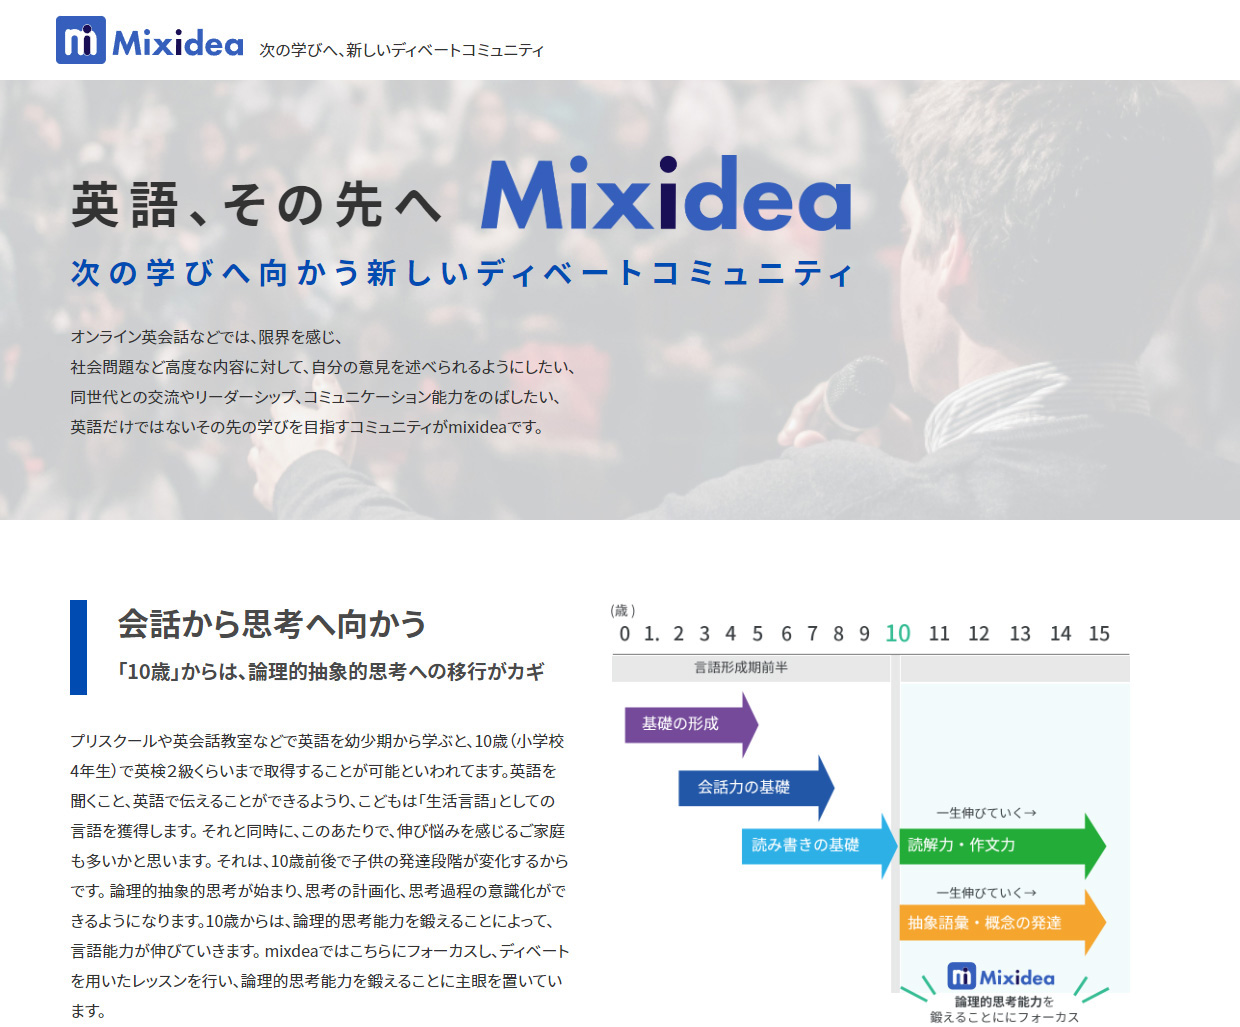 Mixidea 次の学びへ、新しいディベートコミュニティ
英語、その先へ Mixidea
次の学びへ向かう新しいディベートコミュニティ
オンライン英会話などでは、限界を感じ、
社会問題など高度な内容に対して、自分の意見を述べられるようにしたい、
同世代との交流やリーダーシップ、コミュニケーション能力をのばしたい、
英語だけではないその先の学びを目指すコミュニティがmixideaです。
会話から思考へ向かう
「10歳」からは、論理的抽象的思考への移行がカギ
プリスクールや英会話教室などで英語を幼少期から学ぶと、10歳（小学校
4年生）で英検２級くらいまで取得することが可能といわれてます。英語を
聞くこと、英語で伝えることができるようり、こどもは「生活言語」としての
言語を獲得します。それと同時に、このあたりで、伸び悩みを感じるご家庭
も多いかと思います。それは、10歳前後で子供の発達段階が変化するから
です。論理的抽象的思考が始まり、思考の計画化、思考過程の意識化がで
きるようになります。10歳からは、論理的思考能力を鍛えることによって、
言語能力が伸びていきます。mixdeaではこちらにフォーカスし、ディベート
を用いたレッスンを行い、論理的思考能力を鍛えることに主眼を置いてい
ます。
(歳)
0 1. 2 3 4 5 6 7 8 9 10 11 12 13 14 15
言語形成期前半
基礎の形成
会話力の基礎
一生伸びていく→
読み書きの基礎 読解力・作文力
一生伸びていく→
抽象語彙・概念の発達
Mixidea
論理的思考能力を
鍛えることににフォーカス